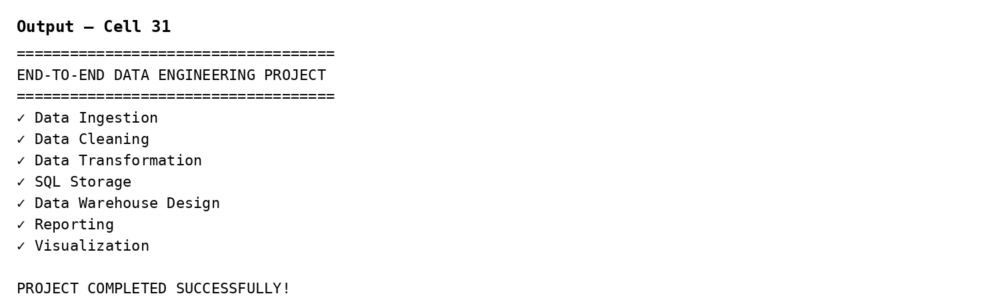 Output — Cell 31
====================================
END-TO-END DATA ENGINEERING PROJECT
====================================
✓ Data Ingestion
✓ Data Cleaning
✓ Data Transformation
✓ SQL Storage
✓ Data Warehouse Design
✓ Reporting
✓ Visualization
PROJECT COMPLETED SUCCESSFULLY!